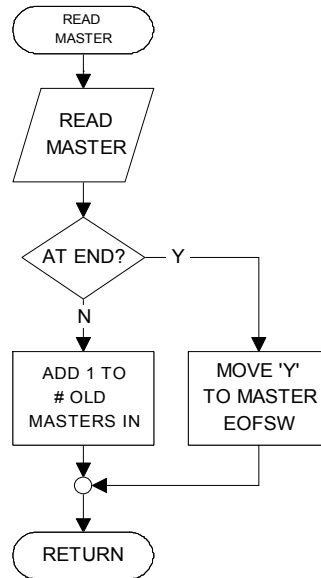 READ
MASTER
READ
MASTER
AT END?
Y
N
ADD 1 TO
# OLD
MASTERS IN
MOVE 'Y'
TO MASTER
EOFSW
RETURN